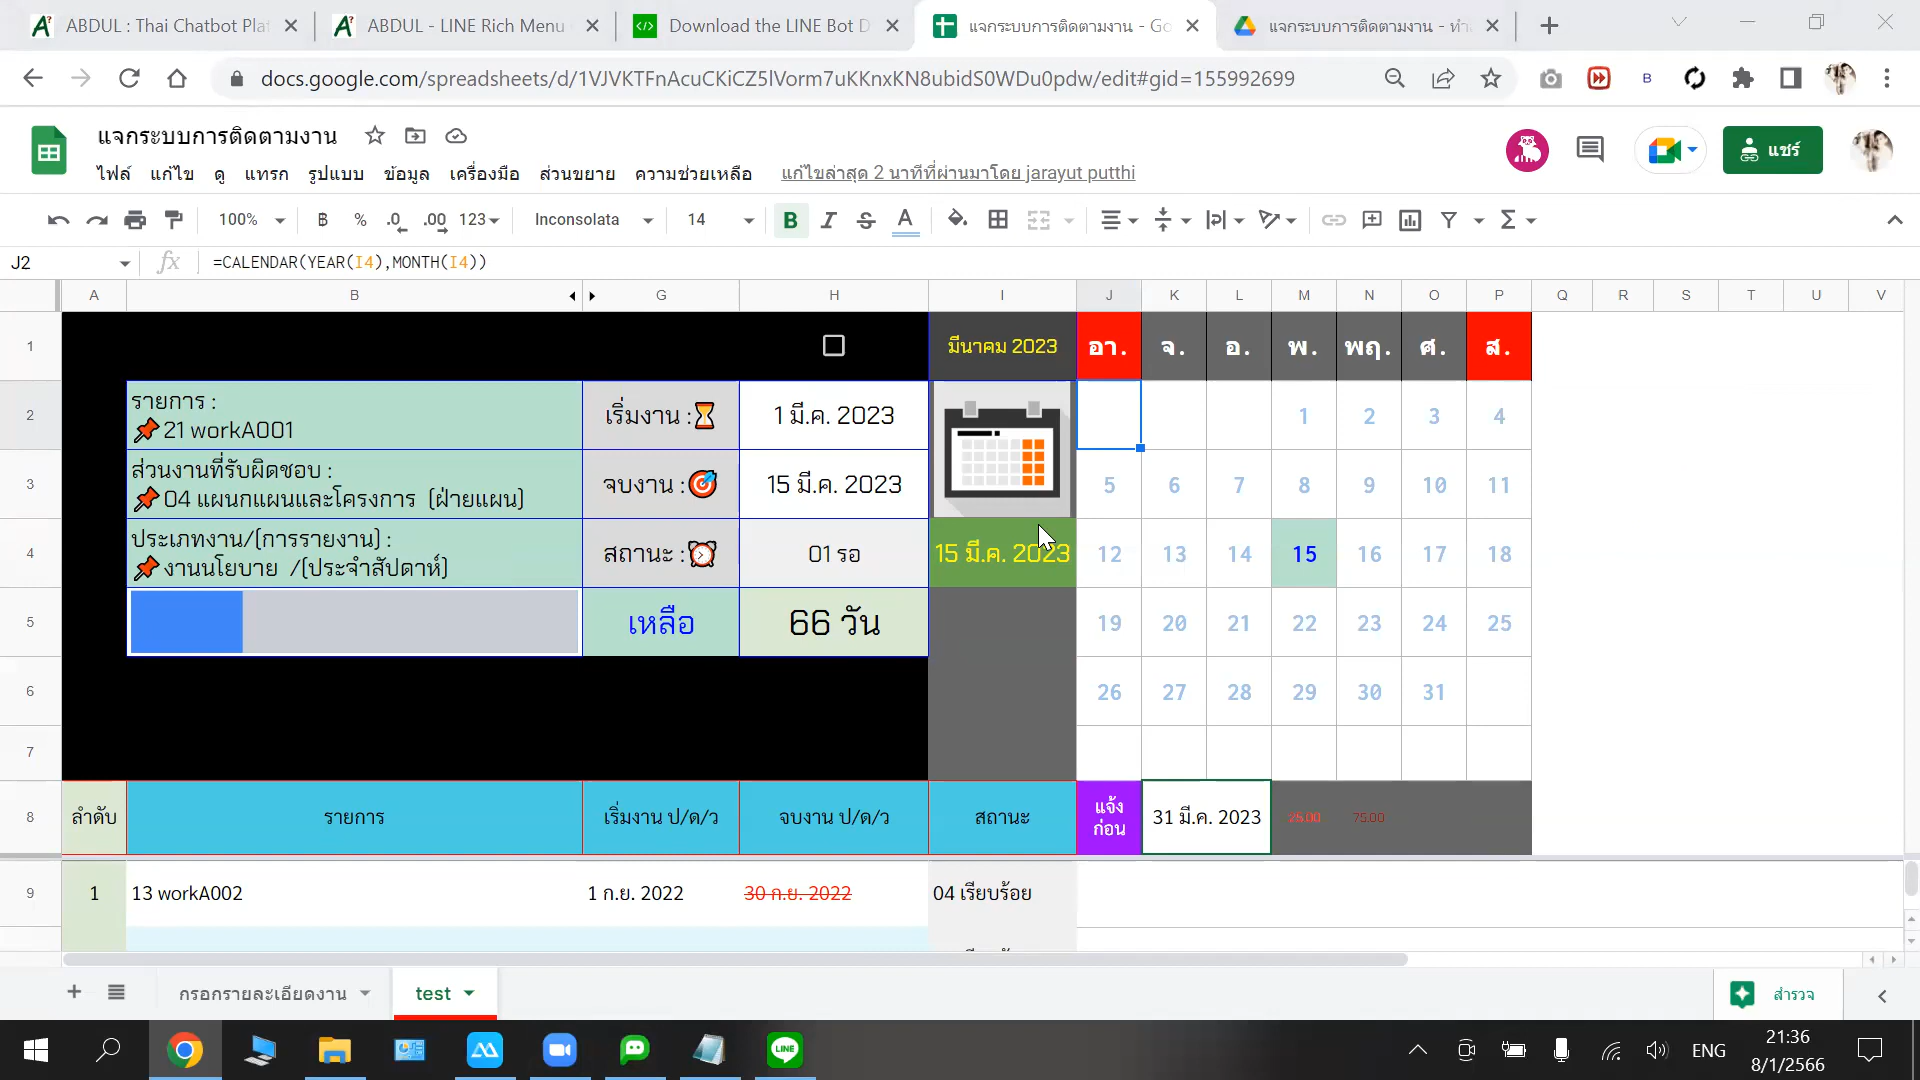 ABDUL : Thai Chatbot Plat
ABDUL - LINE Rich Menu
Download the LINE Bot D
แจกระบบการติดตามงาน - Go
แจกระบบการติดตามงาน - ทำเ
docs.google.com/spreadsheets/d/1VJVKTFnAcuCKiCZ5lVorm7uKKnxKN8ubidS0WDu0pdw/edit#gid=155992699
แจกระบบการติดตามงาน
แชร์
ไฟล์ แก้ไข ดู แทรก รูปแบบ ข้อมูล เครื่องมือ ส่วนขยาย ความช่วยเหลือ แก้ไขล่าสุด 2 นาทีที่ผ่านมาโดย jarayut putthi
100% ฿ % .0 .00 123 Inconsolata 14 B I S A Σ
J2 fx =CALENDAR(YEAR(I4),MONTH(I4))
A B G H I J K L M N O P Q R S T U V
1 มีนาคม 2023 อา. จ. อ. พ. พฤ. ศ. ส.
2 รายการ :
21 workA001 เริ่มงาน : 1 มี.ค. 2023 1 2 3 4
3 ส่วนงานที่รับผิดชอบ :
04 แผนกแผนและโครงการ (ฝ่ายแผน) จบงาน : 15 มี.ค. 2023 5 6 7 8 9 10 11
4 ประเภทงาน/(การรายงาน) :
งานนโยบาย /(ประจำสัปดาห์) สถานะ : 01 รอ 15 มี.ค. 2023 12 13 14 15 16 17 18
5 เหลือ 66 วัน 19 20 21 22 23 24 25
6 26 27 28 29 30 31
7
8 ลำดับ รายการ เริ่มงาน ป/ด/ว จบงาน ป/ด/ว สถานะ แจ้งก่อน 31 มี.ค. 2023 75.00
9 1 13 workA002 1 ก.ย. 2022 30 ก.ย. 2022 04 เรียบร้อย
กรอกรายละเอียดงาน test สำรวจ
LINE ENG 21:36
8/1/2566